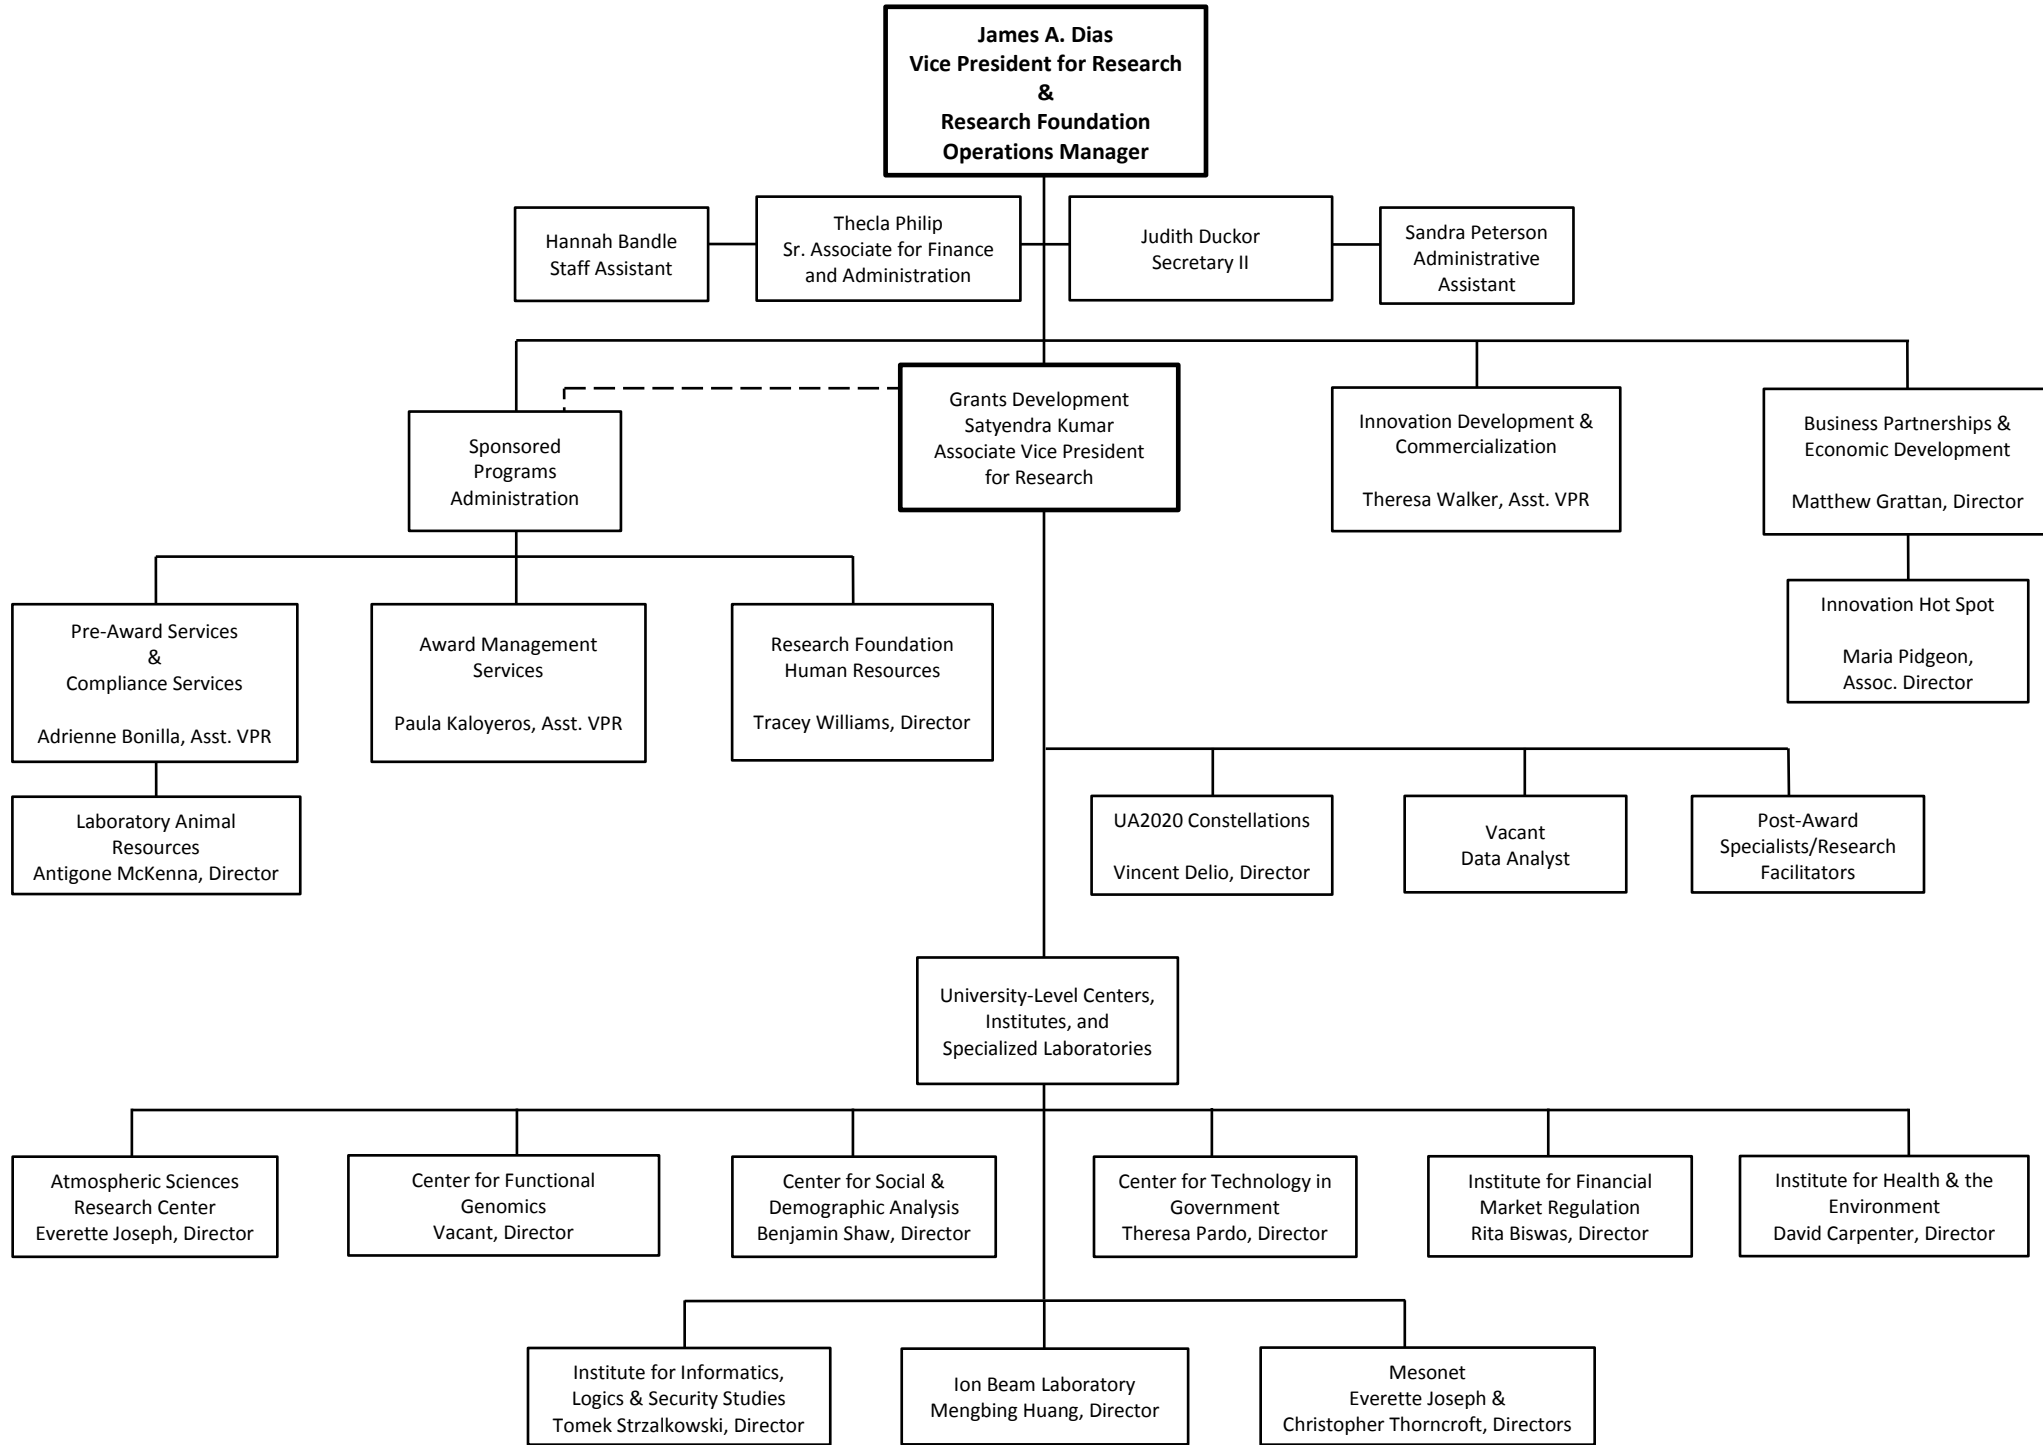 James A. Dias
Vice President for Research
&
Research Foundation
Operations Manager
Hannah Bandle
Staff Assistant
Thecla Philip
Sr. Associate for Finance
and Administration
Judith Duckor
Secretary II
Sandra Peterson
Administrative
Assistant
Sponsored
Programs
Administration
Grants Development
Satyendra Kumar
Associate Vice President
for Research
Innovation Development &
Commercialization
Theresa Walker, Asst. VPR
Business Partnerships &
Economic Development
Matthew Grattan, Director
Pre-Award Services
&
Compliance Services
Adrienne Bonilla, Asst. VPR
Award Management
Services
Paula Kaloyeros, Asst. VPR
Research Foundation
Human Resources
Tracey Williams, Director
Innovation Hot Spot
Maria Pidgeon,
Assoc. Director
Laboratory Animal
Resources
Antigone McKenna, Director
UA2020 Constellations
Vincent Delio, Director
Vacant
Data Analyst
Post-Award
Specialists/Research
Facilitators
University-Level Centers,
Institutes, and
Specialized Laboratories
Atmospheric Sciences
Research Center
Everette Joseph, Director
Center for Functional
Genomics
Vacant, Director
Center for Social &
Demographic Analysis
Benjamin Shaw, Director
Center for Technology in
Government
Theresa Pardo, Director
Institute for Financial
Market Regulation
Rita Biswas, Director
Institute for Health & the
Environment
David Carpenter, Director
Institute for Informatics,
Logics & Security Studies
Tomek Strzalkowski, Director
Ion Beam Laboratory
Mengbing Huang, Director
Mesonet
Everette Joseph &
Christopher Thorncroft, Directors